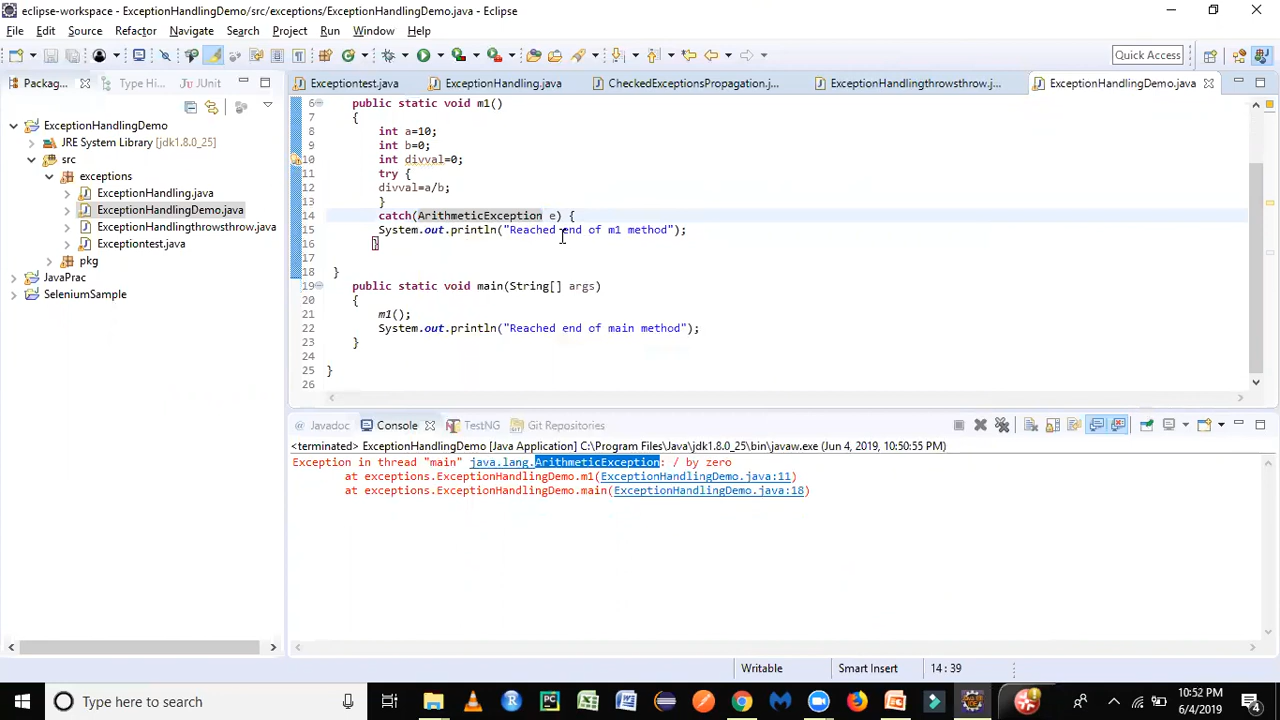 eclipse-workspace - ExceptionHandlingDemo/src/exceptions/ExceptionHandlingDemo.java - Eclipse
File Edit Source Refactor Navigate Search Project Run Window Help
Quick Access
Packag... Type Hi... JUnit
Exceptiontest.java ExceptionHandling.java CheckedExceptionsPropagation.j... ExceptionHandlingthrowsthrow.j... ExceptionHandlingDemo.java
ExceptionHandlingDemo
JRE System Library [jdk1.8.0_25]
src
exceptions
ExceptionHandling.java
ExceptionHandlingDemo.java
ExceptionHandlingthrowsthrow.java
Exceptiontest.java
pkg
JavaPrac
SeleniumSample
6 public static void m1()
7 {
8 int a=10;
9 int b=0;
10 int divval=0;
11 try {
12 divval=a/b;
13 }
14 catch(ArithmeticException e) {
15 System.out.println("Reached end of m1 method");
16 }
17
18 }
19 public static void main(String[] args)
20 {
21 m1();
22 System.out.println("Reached end of main method");
23 }
24
25 }
26
Javadoc Console TestNG Git Repositories
<terminated> ExceptionHandlingDemo [Java Application] C:\Program Files\Java\jdk1.8.0_25\bin\javaw.exe (Jun 4, 2019, 10:50:55 PM)
Exception in thread "main" java.lang.ArithmeticException: / by zero
at exceptions.ExceptionHandlingDemo.m1(ExceptionHandlingDemo.java:11)
at exceptions.ExceptionHandlingDemo.main(ExceptionHandlingDemo.java:18)
Writable Smart Insert 14 : 39
Type here to search
10:52 PM
6/4/2019
4